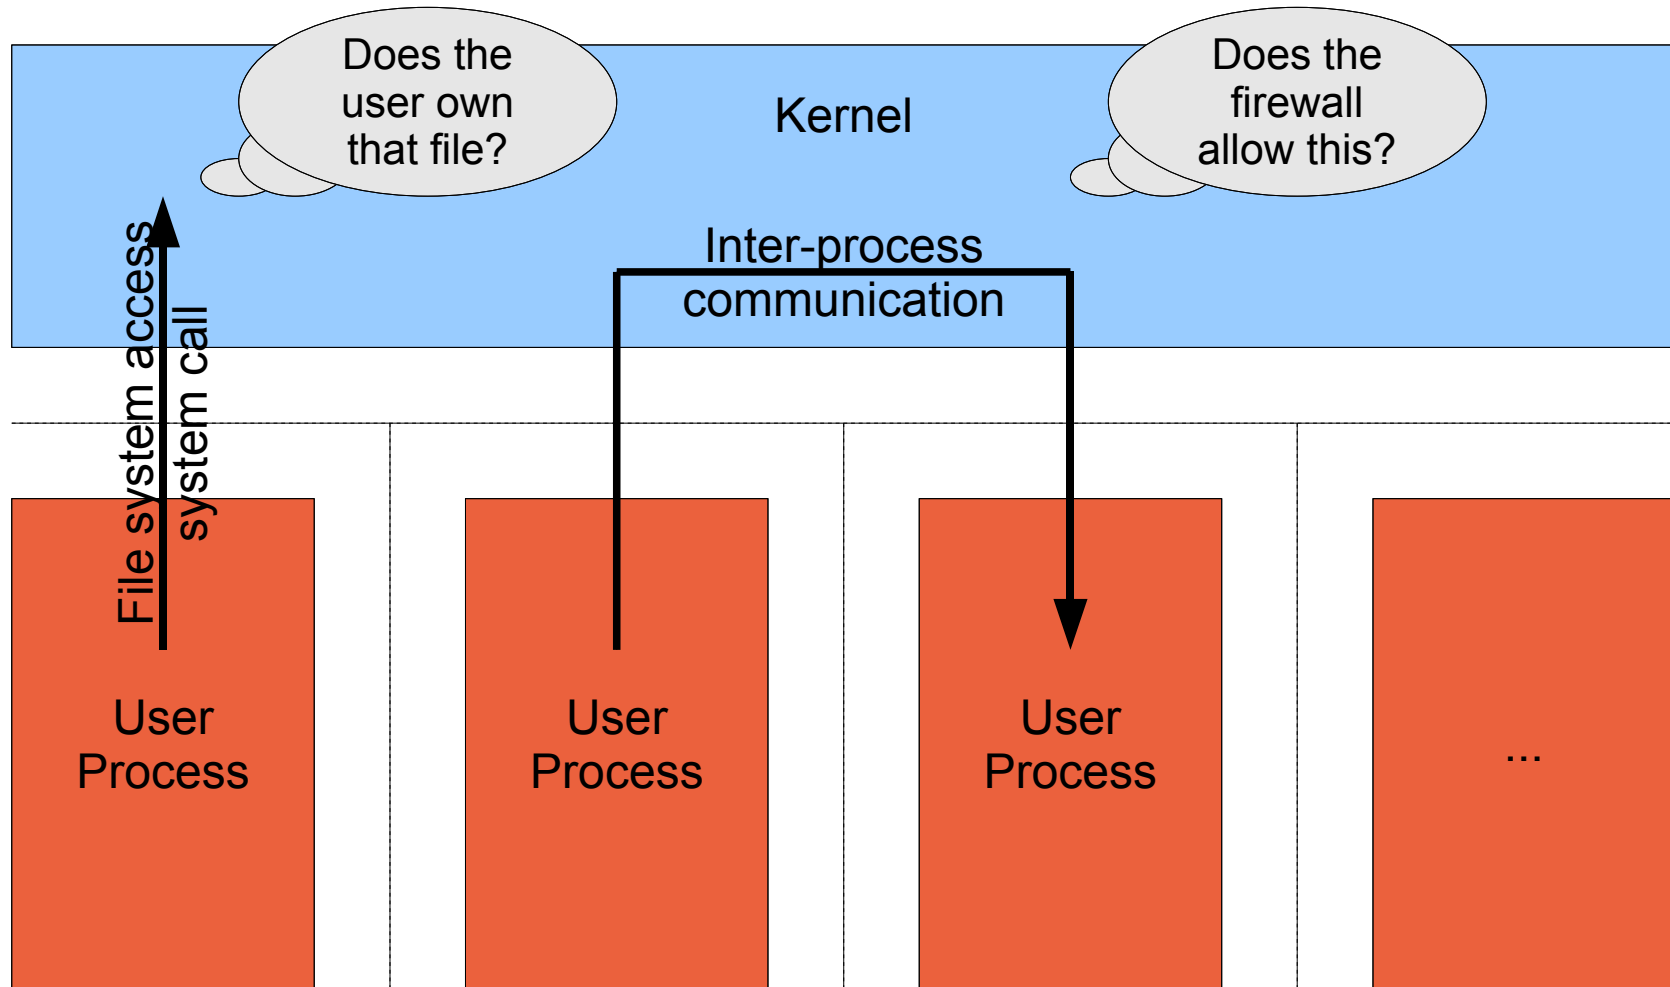 Does the
user own
that file?
Kernel
Does the
firewall
allow this?
Inter-process
communication
File system access
system call
User
Process
User
Process
User
Process
...